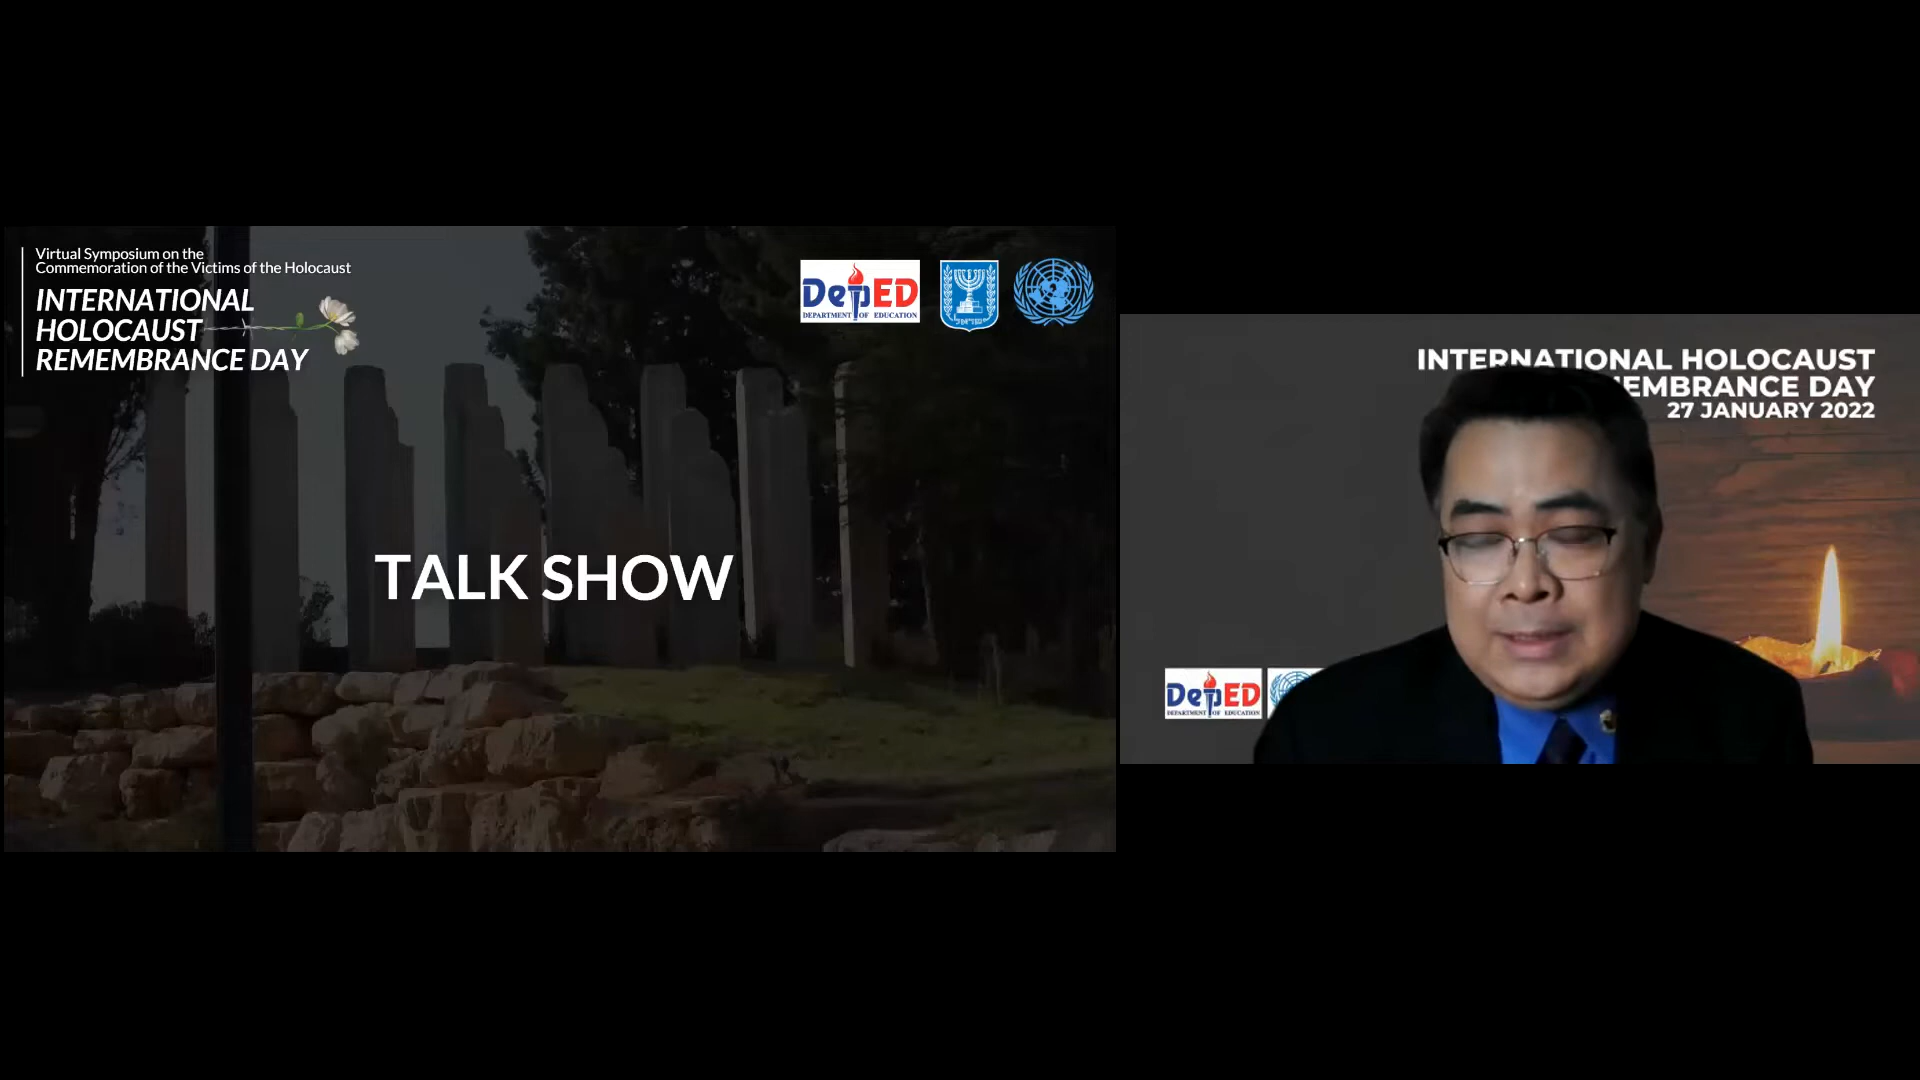 Virtual Symposium on the
Commemoration of the Victims of the Holocaust
INTERNATIONAL
HOLOCAUST
REMEMBRANCE DAY
DepED
DEPARTMENT OF EDUCATION
ישראל
TALK SHOW
INTERNATIONAL HOLOCAUST
EMBRANCE DAY
27 JANUARY 2022
DepED
DEPARTMENT OF EDUCATION